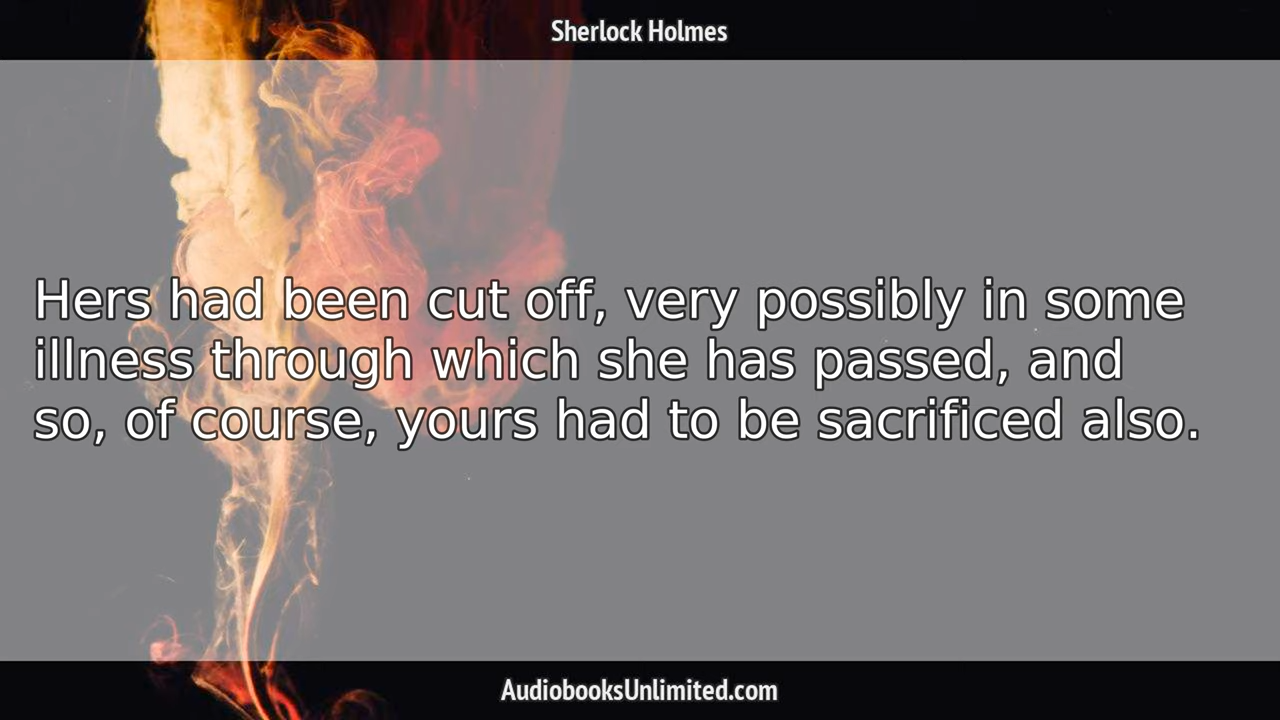 Sherlock Holmes
Hers had been cut off, very possibly in some
illness through which she has passed, and
so, of course, yours had to be sacrificed also.
AudiobooksUnlimited.com